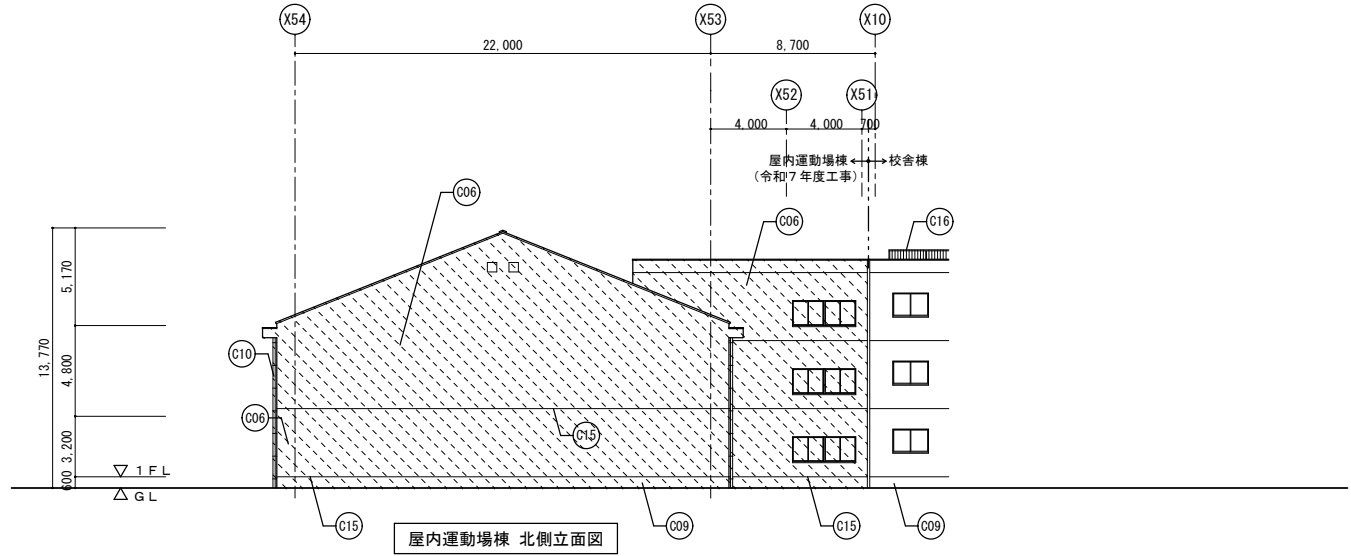 X54
X53
X10
22,000
8,700
X52
X51
4,000
4,000
700
屋内運動場棟
校舎棟
(令和7年度工事)
C06
C06
C16
5,170
13,770
4,800
C10
C06
C15
3,200
600
1FL
GL
C15
C09
C15
C09
屋内運動場棟 北側立面図